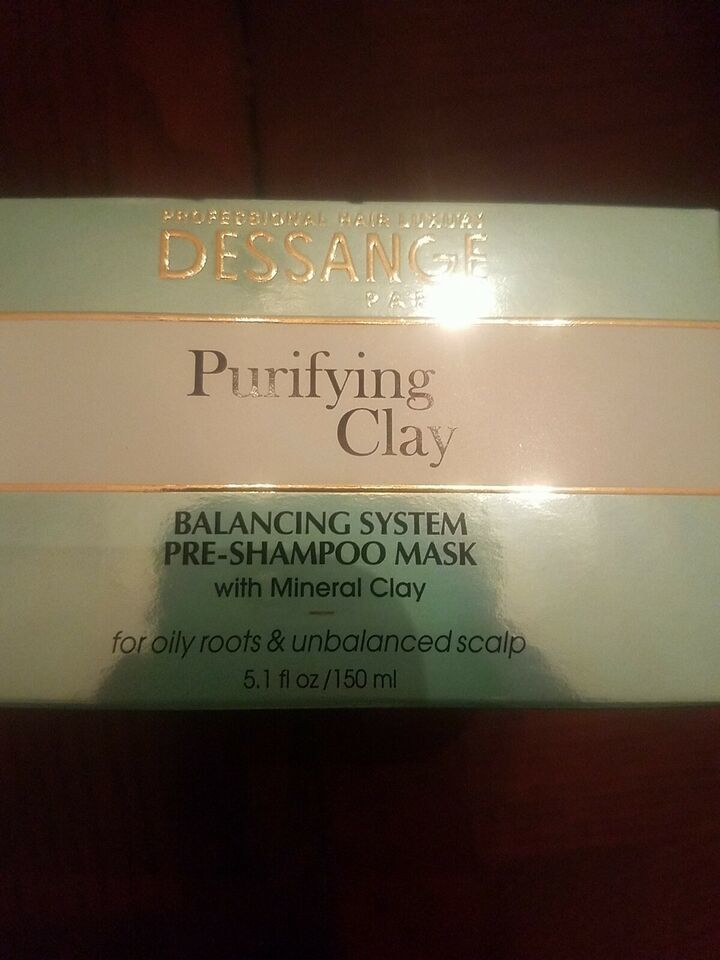 PROFESSIONAL HAIR LUXURY
DESSANGE
PARIS
Purifying
Clay
BALANCING SYSTEM
PRE-SHAMPOO MASK
with Mineral Clay
for oily roots & unbalanced scalp
5.1 fl oz/150 ml